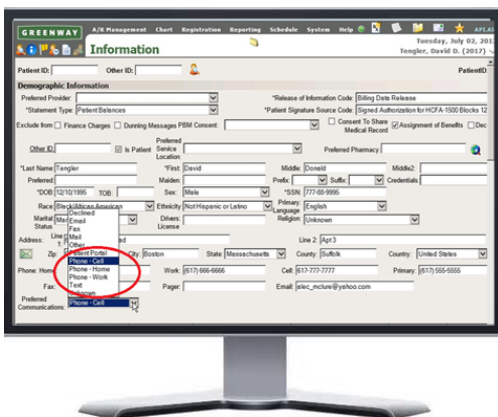 GREENWAY A/R Management Chart Registration Reporting Schedule System Help
Information
Tuesday, July 02, 201
Tengler, David D. (2017)
Patient ID: Other ID: PatientID:
Demographic Information
Preferred Provider: *Release of Information Code: Billing Data Release
*Statement Type: Patient Balances *Patient Signature Source Code: Signed Authorization for HCFA-1500 Blocks 12
Exclude from Finance Charges Dunning Messages PBM Consent: Consent To Share Medical Record Assignment of Benefits Dec
Other ID: Is Patient Preferred Service Location: Preferred Pharmacy:
*Last Name: Tengler *First: David Middle: Donald Middle2:
Preferred: Maiden: Prefix: Suffix: Credentials:
*DOB: 12/10/1995 TOB: Sex: Male *SSN: 777-88-9995
Race: Black/African American Ethnicity: Not Hispanic or Latino Primary Language English
Marital Status Mar Drivers License Religion: Unknown
Declined
Email
Fax
Mail
Other
Patient Portal
Phone - Cell
Phone - Home
Phone - Work
Text
Unknown
Address: Line 1: ed Line 2: Apt 3
Zip: City: Boston State: Massachusetts County: Suffolk Country: United States
Phone: Home: Work: (617) 666-6666 Cell: 617-777-7777 Primary: (617) 555-5555
Fax: Pager: Email: alec_mclure@yahoo.com
Preferred Communications: Phone - Cell